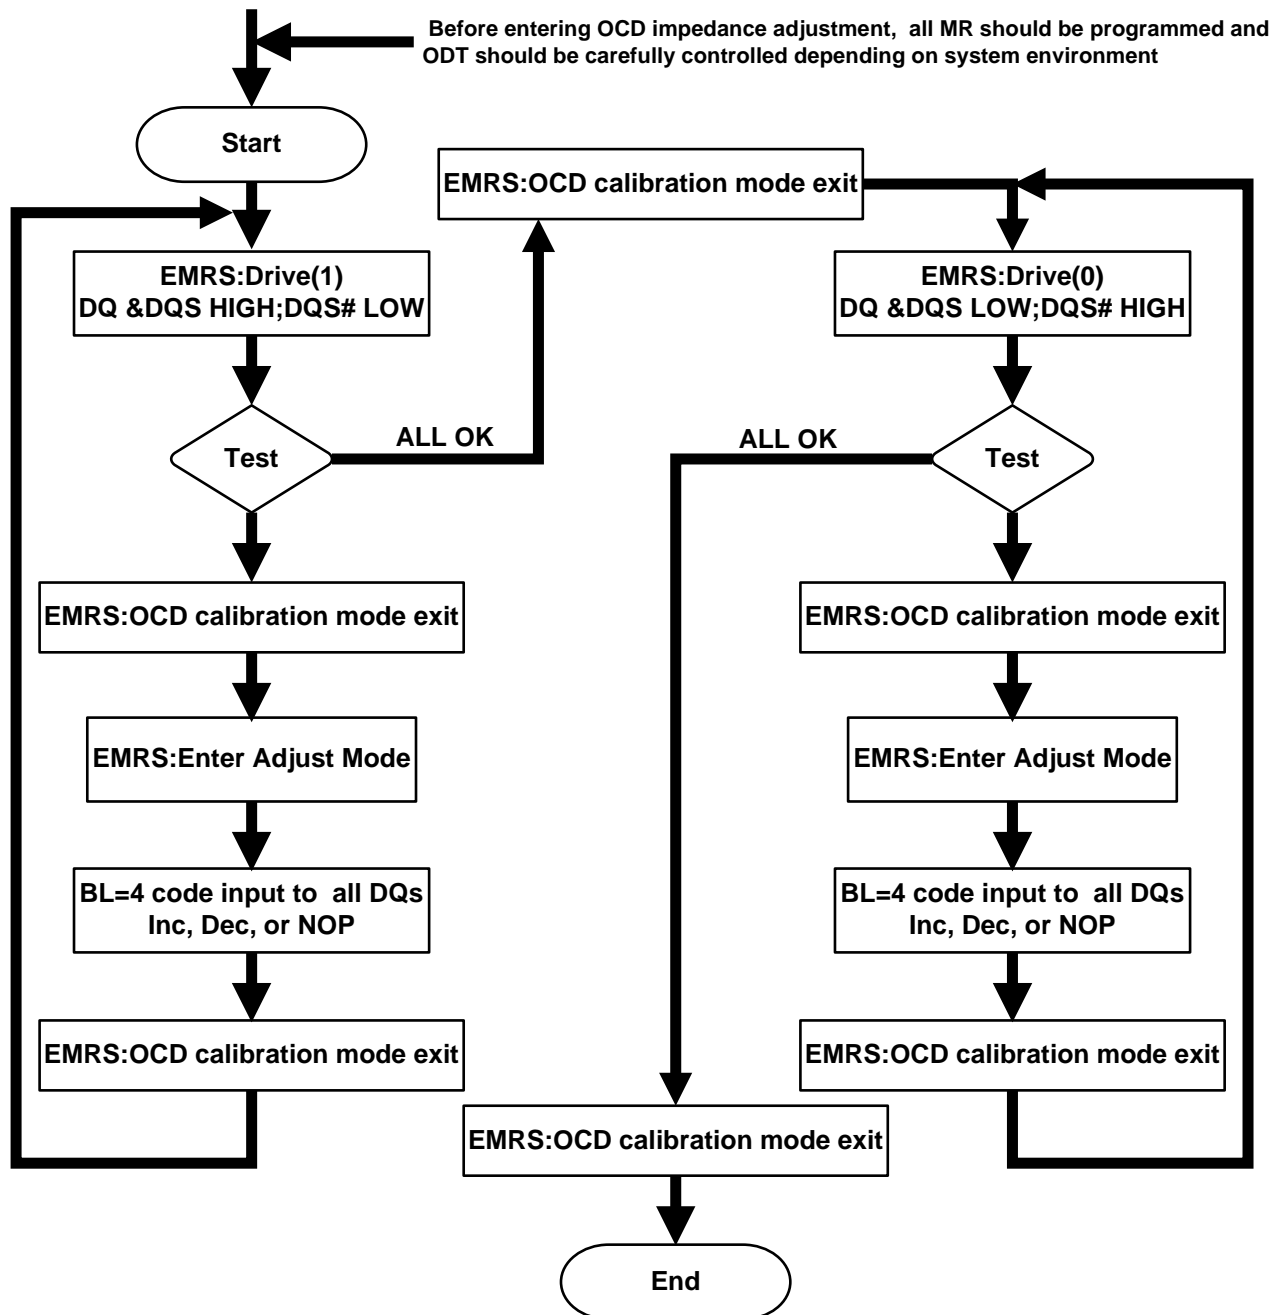 Before entering OCD impedance adjustment, all MR should be programmed and
ODT should be carefully controlled depending on system environment
Start
EMRS:OCD calibration mode exit
EMRS:Drive(1)
DQ &DQS HIGH;DQS# LOW
EMRS:Drive(0)
DQ &DQS LOW;DQS# HIGH
Test
ALL OK
ALL OK
Test
EMRS:OCD calibration mode exit
EMRS:OCD calibration mode exit
EMRS:Enter Adjust Mode
EMRS:Enter Adjust Mode
BL=4 code input to all DQs
Inc, Dec, or NOP
BL=4 code input to all DQs
Inc, Dec, or NOP
EMRS:OCD calibration mode exit
EMRS:OCD calibration mode exit
EMRS:OCD calibration mode exit
End